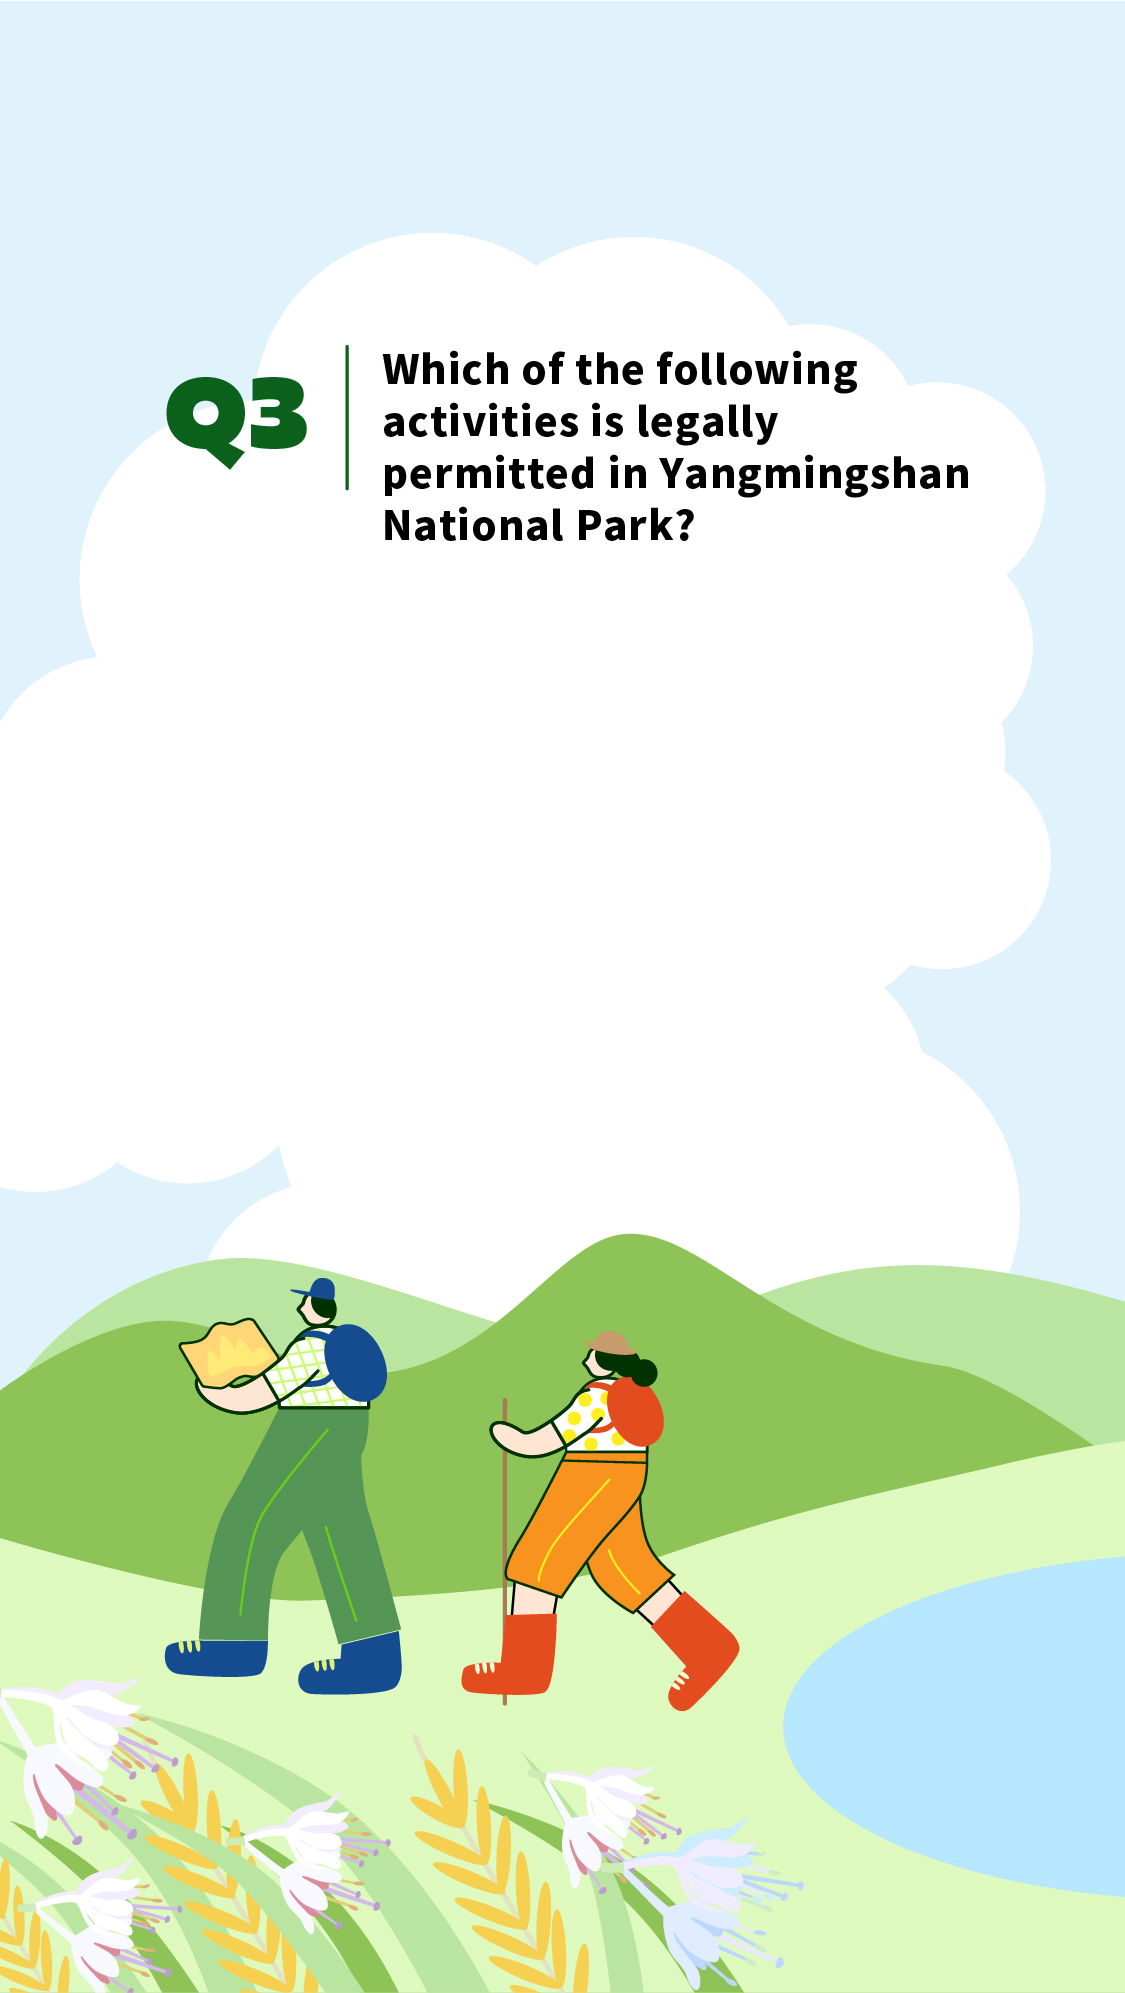 Q3
Which of the following
activities is legally
permitted in Yangmingshan
National Park?